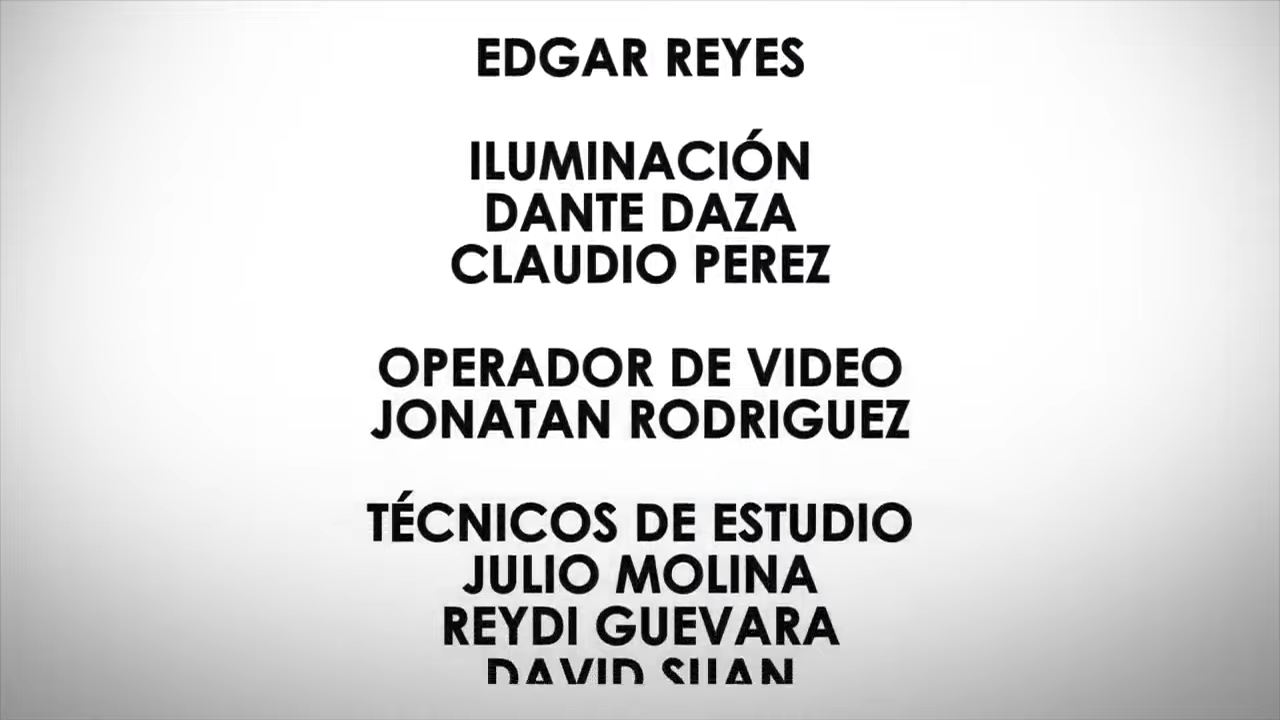 EDGAR REYES
ILUMINACIÓN
DANTE DAZA
CLAUDIO PEREZ
OPERADOR DE VIDEO
JONATAN RODRIGUEZ
TÉCNICOS DE ESTUDIO
JULIO MOLINA
REYDI GUEVARA
DAVID